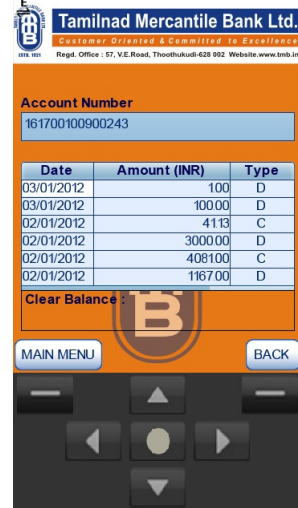 Tamilnad Mercantile Bank Ltd.
Customer Oriented & Committed to Excellence
ESTD. 1921
Regd. Office : 57, V.E.Road, Thoothukudi-628 002 Website.www.tmb.in
Account Number
161700100900243
Date Amount (INR) Type
03/01/2012 100 D
03/01/2012 10000 D
02/01/2012 4113 C
02/01/2012 300000 D
02/01/2012 408100 C
02/01/2012 116700 D
Clear Balance :
MAIN MENU BACK